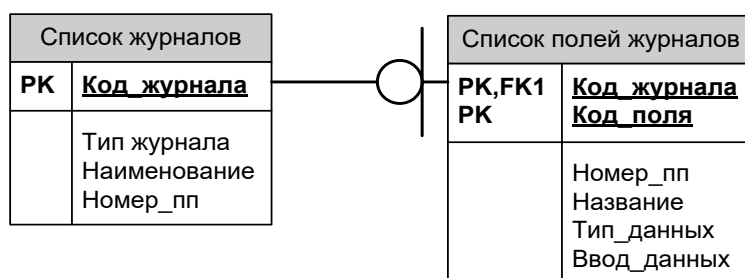 Список журналов
PK Код_журнала
Тип журнала
Наименование
Номер_пп
Список полей журналов
PK,FK1 Код_журнала
PK Код_поля
Номер_пп
Название
Тип_данных
Ввод_данных